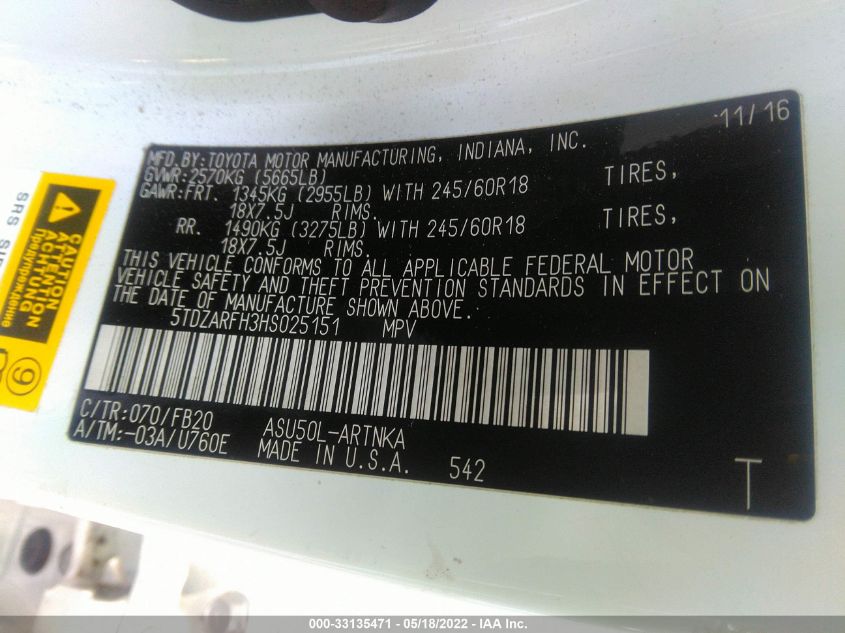 11/16
MFD. BY:TOYOTA MOTOR MANUFACTURING, INDIANA, INC.
GVWR:2570KG (5665LB)
GAWR:FRT. 1345KG (2955LB) WITH 245/60R18 TIRES,
18X7.5J RIMS.
RR. 1490KG (3275LB) WITH 245/60R18 TIRES,
18X7.5J RIMS.
THIS VEHICLE CONFORMS TO ALL APPLICABLE FEDERAL MOTOR
VEHICLE SAFETY AND THEFT PREVENTION STANDARDS IN EFFECT ON
THE DATE OF MANUFACTURE SHOWN ABOVE.
5TDZARFH3HS025151 MPV
C/TR:070/FB20 ASU50L-ARTNKA
A/TM:-03A/U760E MADE IN U.S.A. 542
T
CAUTION
ATTENTION
ACHTUNG
Предупреждение
SRS
9
000-33135471 - 05/18/2022 - IAA Inc.